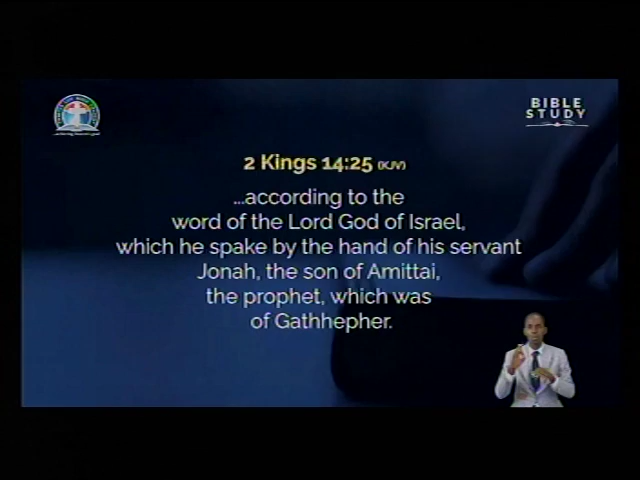 BIBLE
STUDY
2 Kings 14:25 (KJV)
...according to the
word of the Lord God of Israel,
which he spake by the hand of his servant
Jonah, the son of Amittai,
the prophet, which was
of Gathhepher.